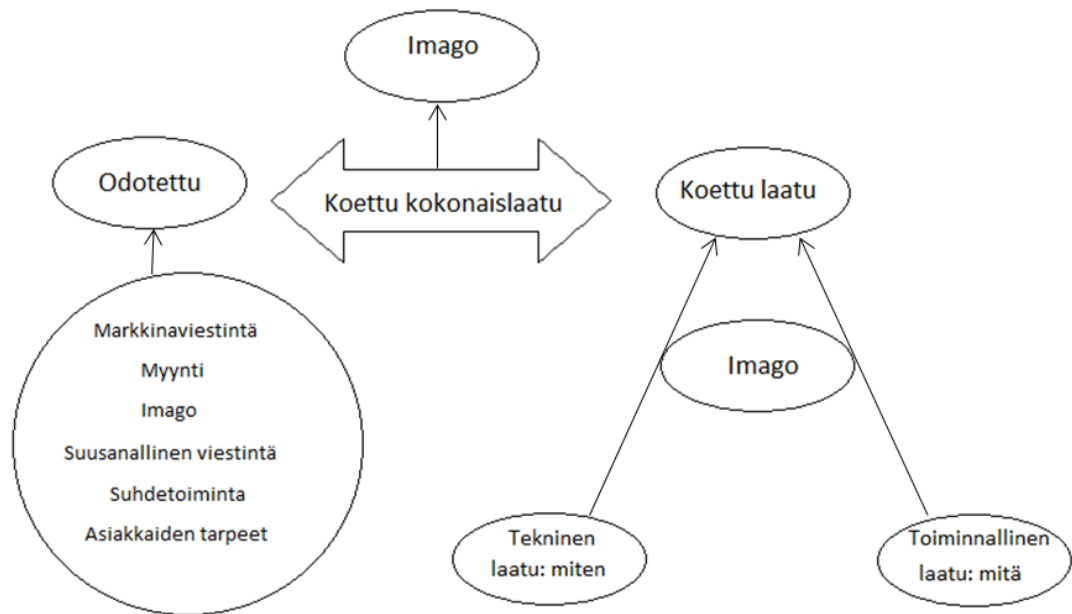 Imago
Odotettu
Koettu kokonaislaatu
Koettu laatu
Markkinaviestintä
Myynti
Imago
Suusanallinen viestintä
Suhdetoiminta
Asiakkaiden tarpeet
Imago
Tekninen
laatu: miten
Toiminnallinen
laatu: mitä